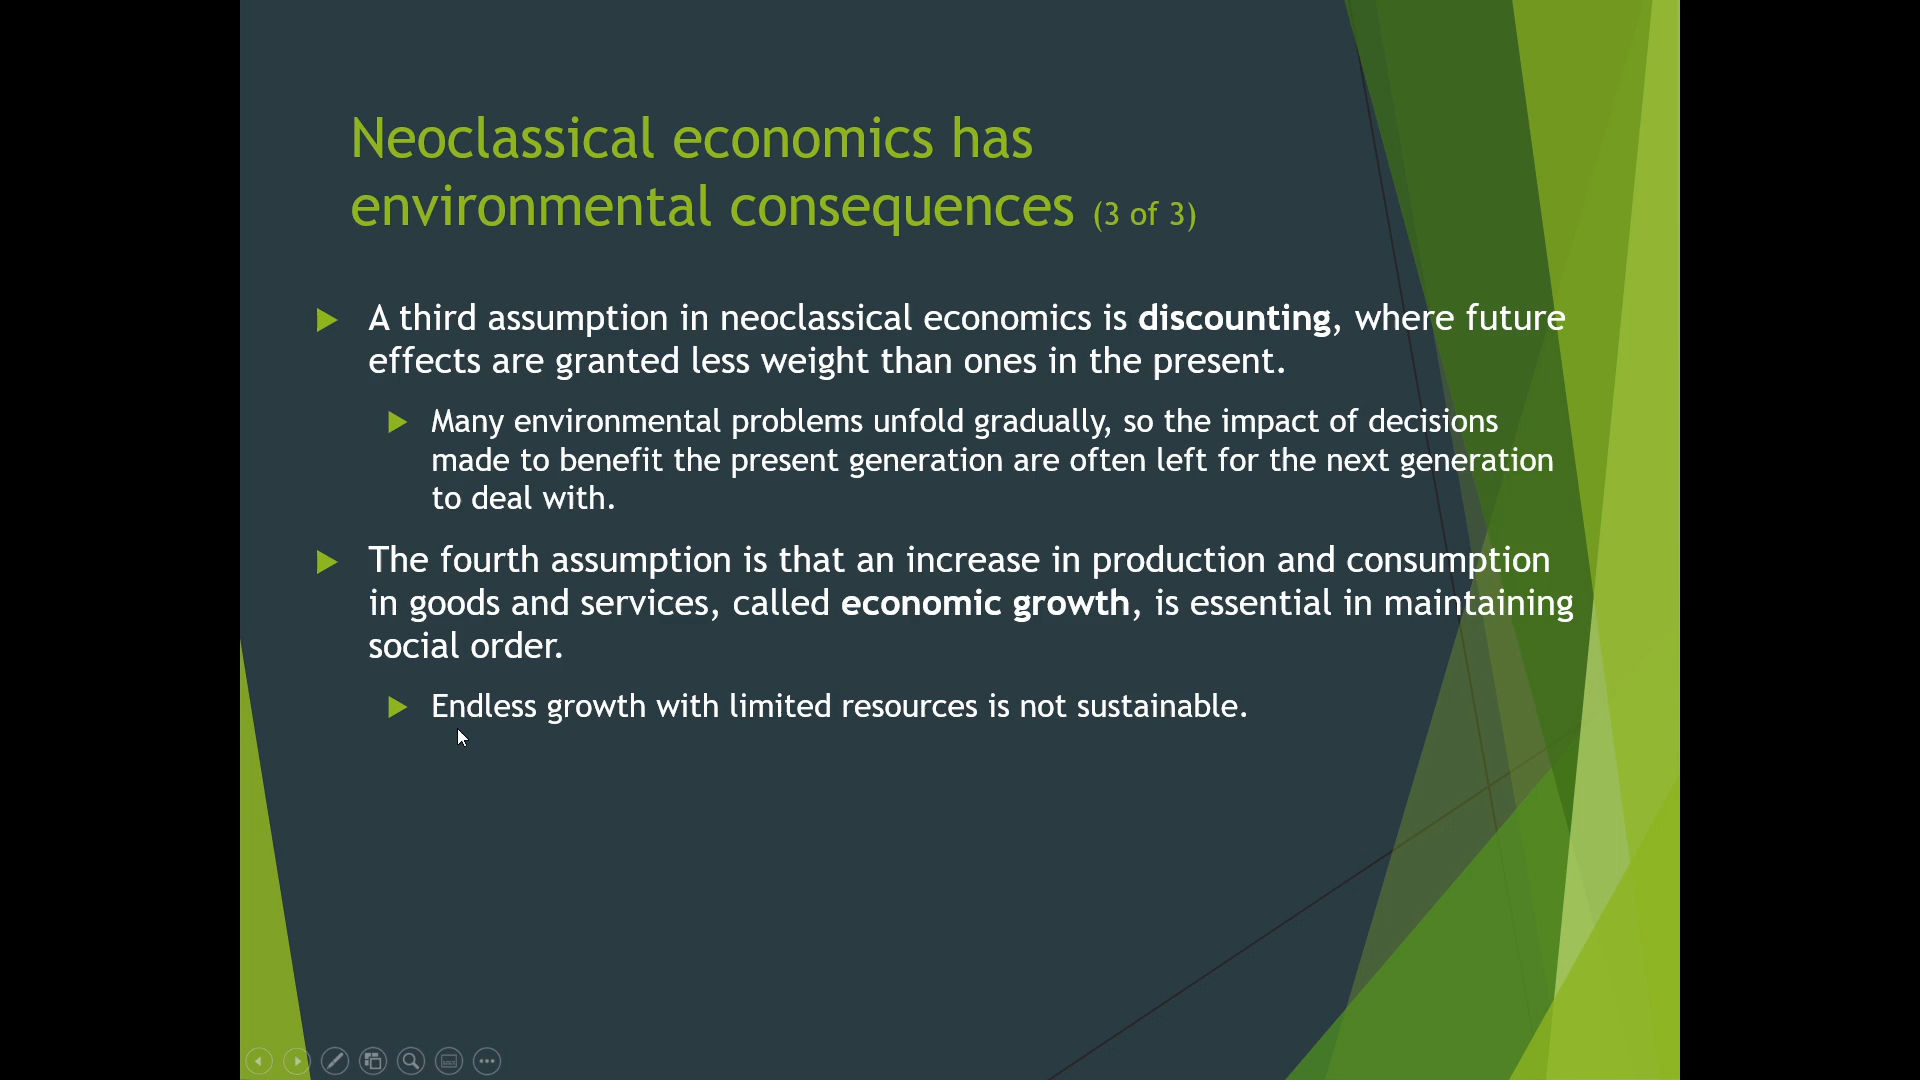 Neoclassical economics has
environmental consequences (3 of 3)
A third assumption in neoclassical economics is discounting, where future
effects are granted less weight than ones in the present.
Many environmental problems unfold gradually, so the impact of decisions
made to benefit the present generation are often left for the next generation
to deal with.
The fourth assumption is that an increase in production and consumption
in goods and services, called economic growth, is essential in maintaining
social order.
Endless growth with limited resources is not sustainable.